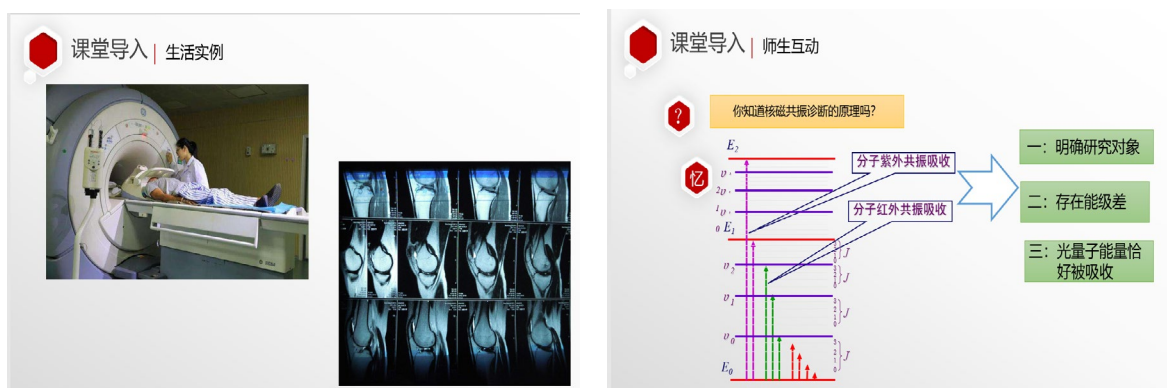 课堂导入 | 生活实例
课堂导入 | 师生互动
?
你知道核磁共振诊断的原理吗?
忆
E2
分子紫外共振吸收
分子红外共振吸收
E1
υ2
υ1
υ0
E0
J
J
J
J
一：明确研究对象
二：存在能级差
三：光量子能量恰
好被吸收